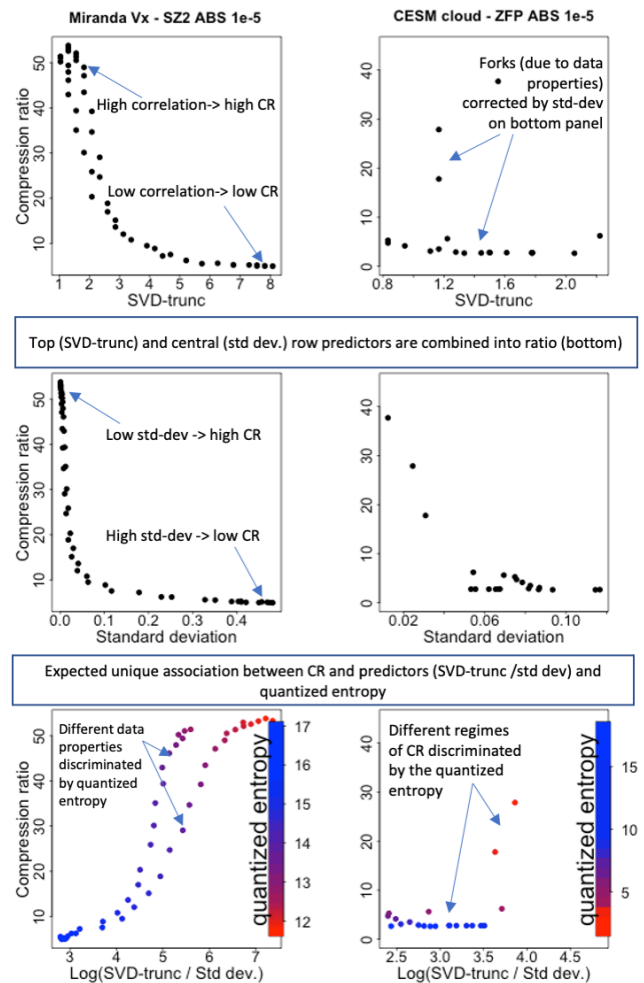 Miranda Vx - SZ2 ABS 1e-5
CESM cloud - ZFP ABS 1e-5
Compression ratio
50
40
30
20
10
High correlation-> high CR
Low correlation-> low CR
1 2 3 4 5 6 7 8
SVD-trunc
40
30
20
10
0
Forks (due to data
properties)
corrected by std-dev
on bottom panel
0.8 1.2 1.6 2.0
SVD-trunc
Top (SVD-trunc) and central (std dev.) row predictors are combined into ratio (bottom)
Compression ratio
50
40
30
20
10
Low std-dev -> high CR
High std-dev -> low CR
0.0 0.1 0.2 0.3 0.4
Standard deviation
40
30
20
10
0
0.02 0.06 0.10
Standard deviation
Expected unique association between CR and predictors (SVD-trunc /std dev) and
quantized entropy
Compression ratio
50
40
30
20
10
Different data
properties
discriminated
by quantized
entropy
quantized entropy
17
16
15
14
13
12
3 4 5 6 7
Log(SVD-trunc / Std dev.)
40
30
20
10
0
Different regimes
of CR discriminated
by the quantized
entropy
quantized entropy
15
10
5
2.5 3.0 3.5 4.0 4.5
Log(SVD-trunc / Std dev.)